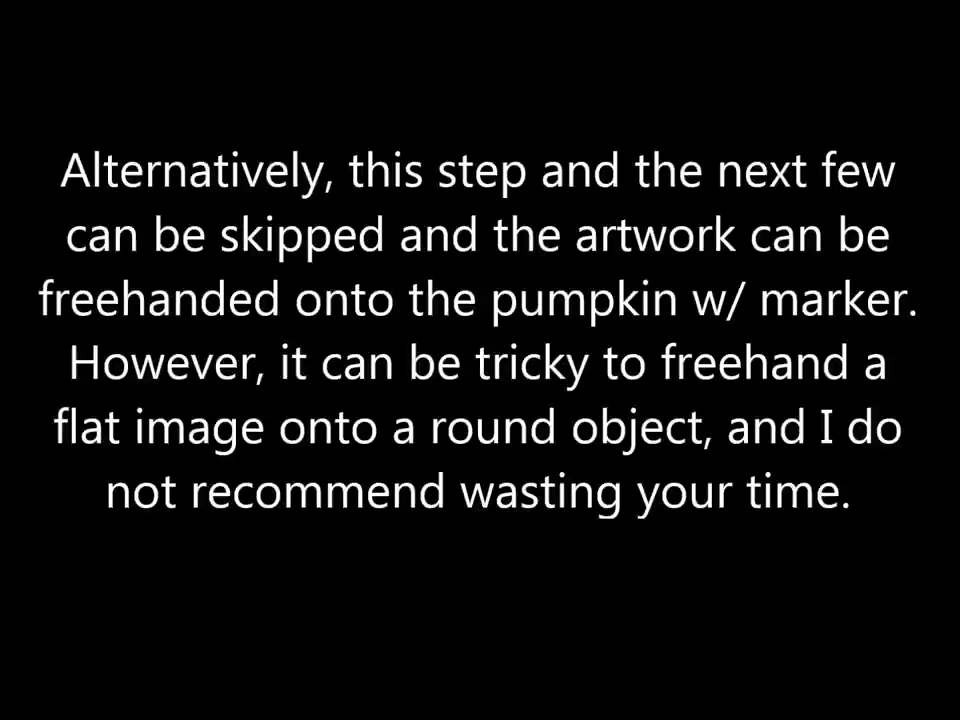 Alternatively, this step and the next few
can be skipped and the artwork can be
freehanded onto the pumpkin w/ marker.
However, it can be tricky to freehand a
flat image onto a round object, and I do
not recommend wasting your time.